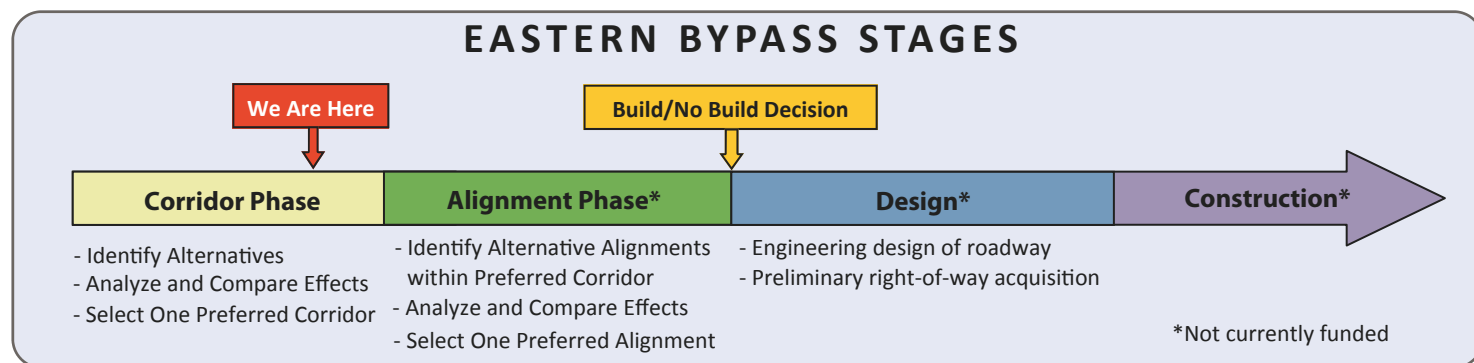 EASTERN BYPASS STAGES
We Are Here
Build/No Build Decision
Corridor Phase
Alignment Phase*
Design*
Construction*
- Identify Alternatives
- Analyze and Compare Effects
- Select One Preferred Corridor
- Identify Alternative Alignments
within Preferred Corridor
- Analyze and Compare Effects
- Select One Preferred Alignment
- Engineering design of roadway
- Preliminary right-of-way acquisition
*Not currently funded